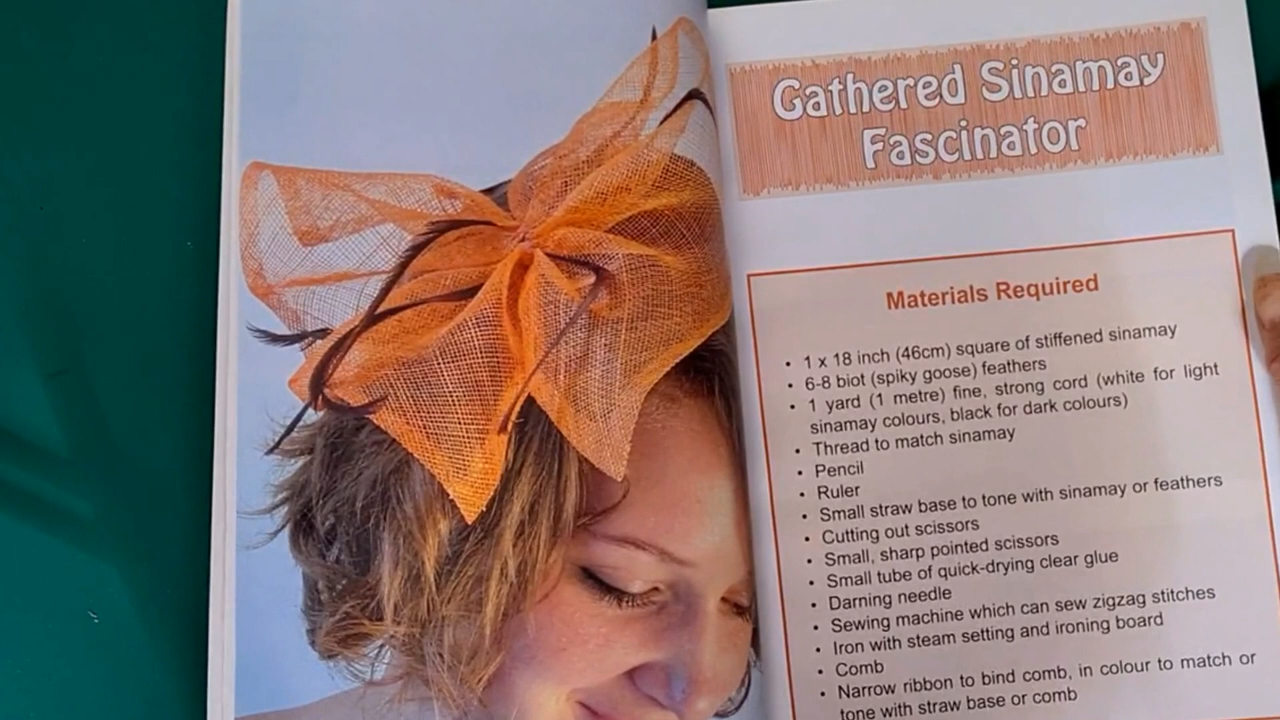 Gathered Sinamay
Fascinator
Materials Required
• 1 x 18 inch (46cm) square of stiffened sinamay
• 6-8 biot (spiky goose) feathers
• 1 yard (1 metre) fine, strong cord (white for light
sinamay colours, black for dark colours)
• Thread to match sinamay
• Pencil
• Ruler
• Small straw base to tone with sinamay or feathers
• Cutting out scissors
• Small, sharp pointed scissors
• Small tube of quick-drying clear glue
• Darning needle
• Sewing machine which can sew zigzag stitches
• Iron with steam setting and ironing board
• Comb
• Narrow ribbon to bind comb, in colour to match or
tone with straw base or comb